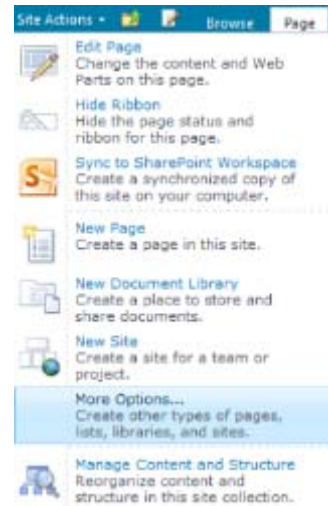 Site Actions Browse Page
Edit Page
Change the content and Web
Parts on this page.
Hide Ribbon
Hide the page status and
ribbon for this page.
Sync to SharePoint Workspace
Create a synchronized copy of
this site on your computer.
New Page
Create a page in this site.
New Document Library
Create a place to store and
share documents.
New Site
Create a site for a team or
project.
More Options...
Create other types of pages,
lists, libraries, and sites.
Manage Content and Structure
Reorganize content and
structure in this site collection.